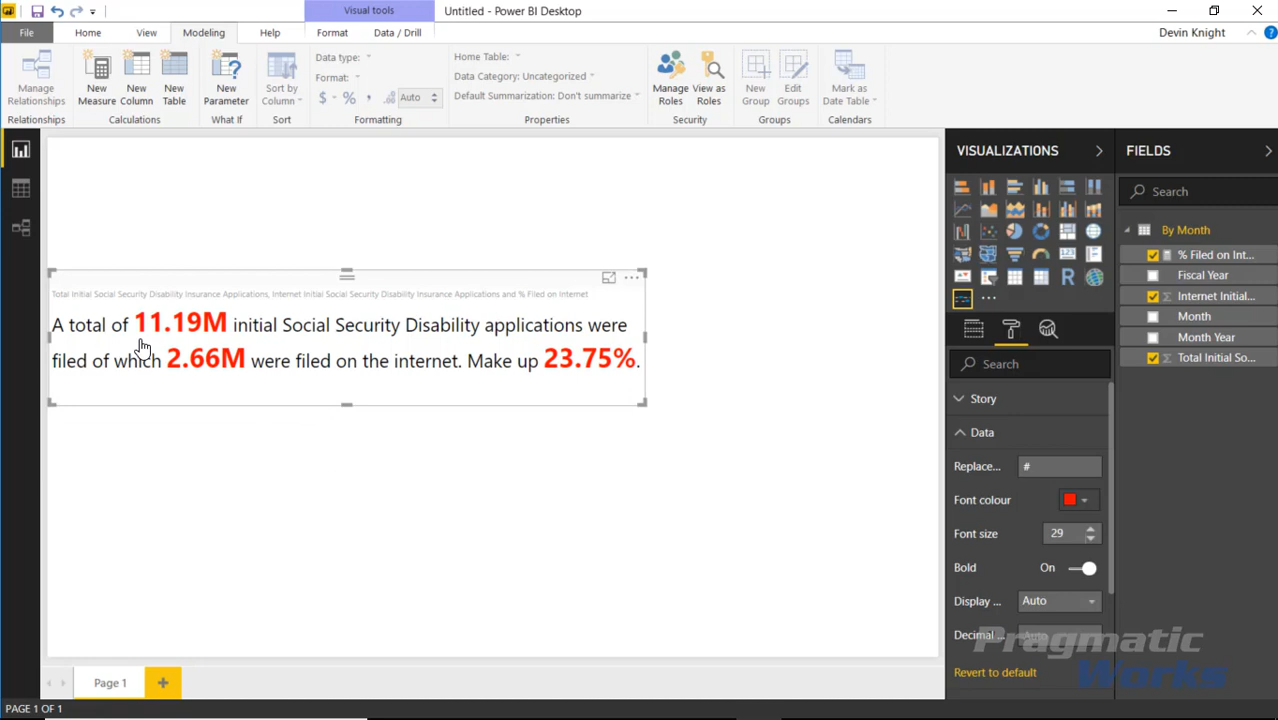 Visual tools
Untitled - Power BI Desktop
File
Home
View
Modeling
Help
Format
Data / Drill
Devin Knight
Manage
Relationships
Relationships
New
Measure
New
Column
New
Table
Calculations
New
Parameter
What If
Sort by
Column
Sort
Data type:
Format:
$ % , Auto
Formatting
Home Table:
Data Category: Uncategorized
Default Summarization: Don't summarize
Properties
Manage
Roles
View as
Roles
Security
New
Group
Edit
Groups
Groups
Mark as
Date Table
Calendars
Total Initial Social Security Disability Insurance Applications, Internet Initial Social Security Disability Insurance Applications and % Filed on Internet
A total of 11.19M initial Social Security Disability applications were
filed of which 2.66M were filed on the internet. Make up 23.75%.
VISUALIZATIONS
Search
Story
Data
Replace... #
Font colour
Font size 29
Bold On
Display ... Auto
Decimal ... Auto
Revert to default
FIELDS
Search
By Month
% Filed on Int...
Fiscal Year
Internet Initial...
Month
Month Year
Total Initial So...
Pragmatic
Works
Page 1
PAGE 1 OF 1